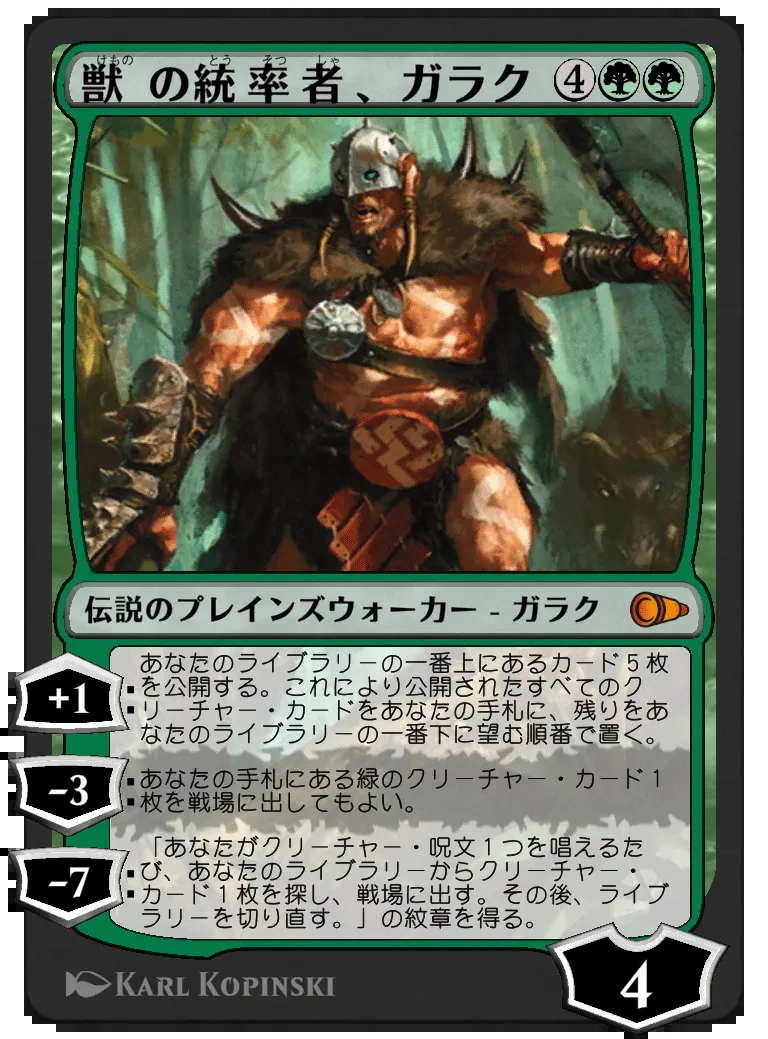 獣の統率者、ガラク 4
けもの とう そつ しゃ
伝説のプレインズウォーカー - ガラク
+1
あなたのライブラリーの一番上にあるカード5枚
を公開する。これにより公開されたすべてのク
リーチャー・カードをあなたの手札に、残りをあ
なたのライブラリーの一番下に望む順番で置く。
-3
あなたの手札にある緑のクリーチャー・カード1
枚を戦場に出してもよい。
-7
「あなたがクリーチャー・呪文1つを唱えるた
び、あなたのライブラリーからクリーチャー・
カード1枚を探し、戦場に出す。その後、ライブ
ラリーを切り直す。」の紋章を得る。
KARL KOPINSKI
4